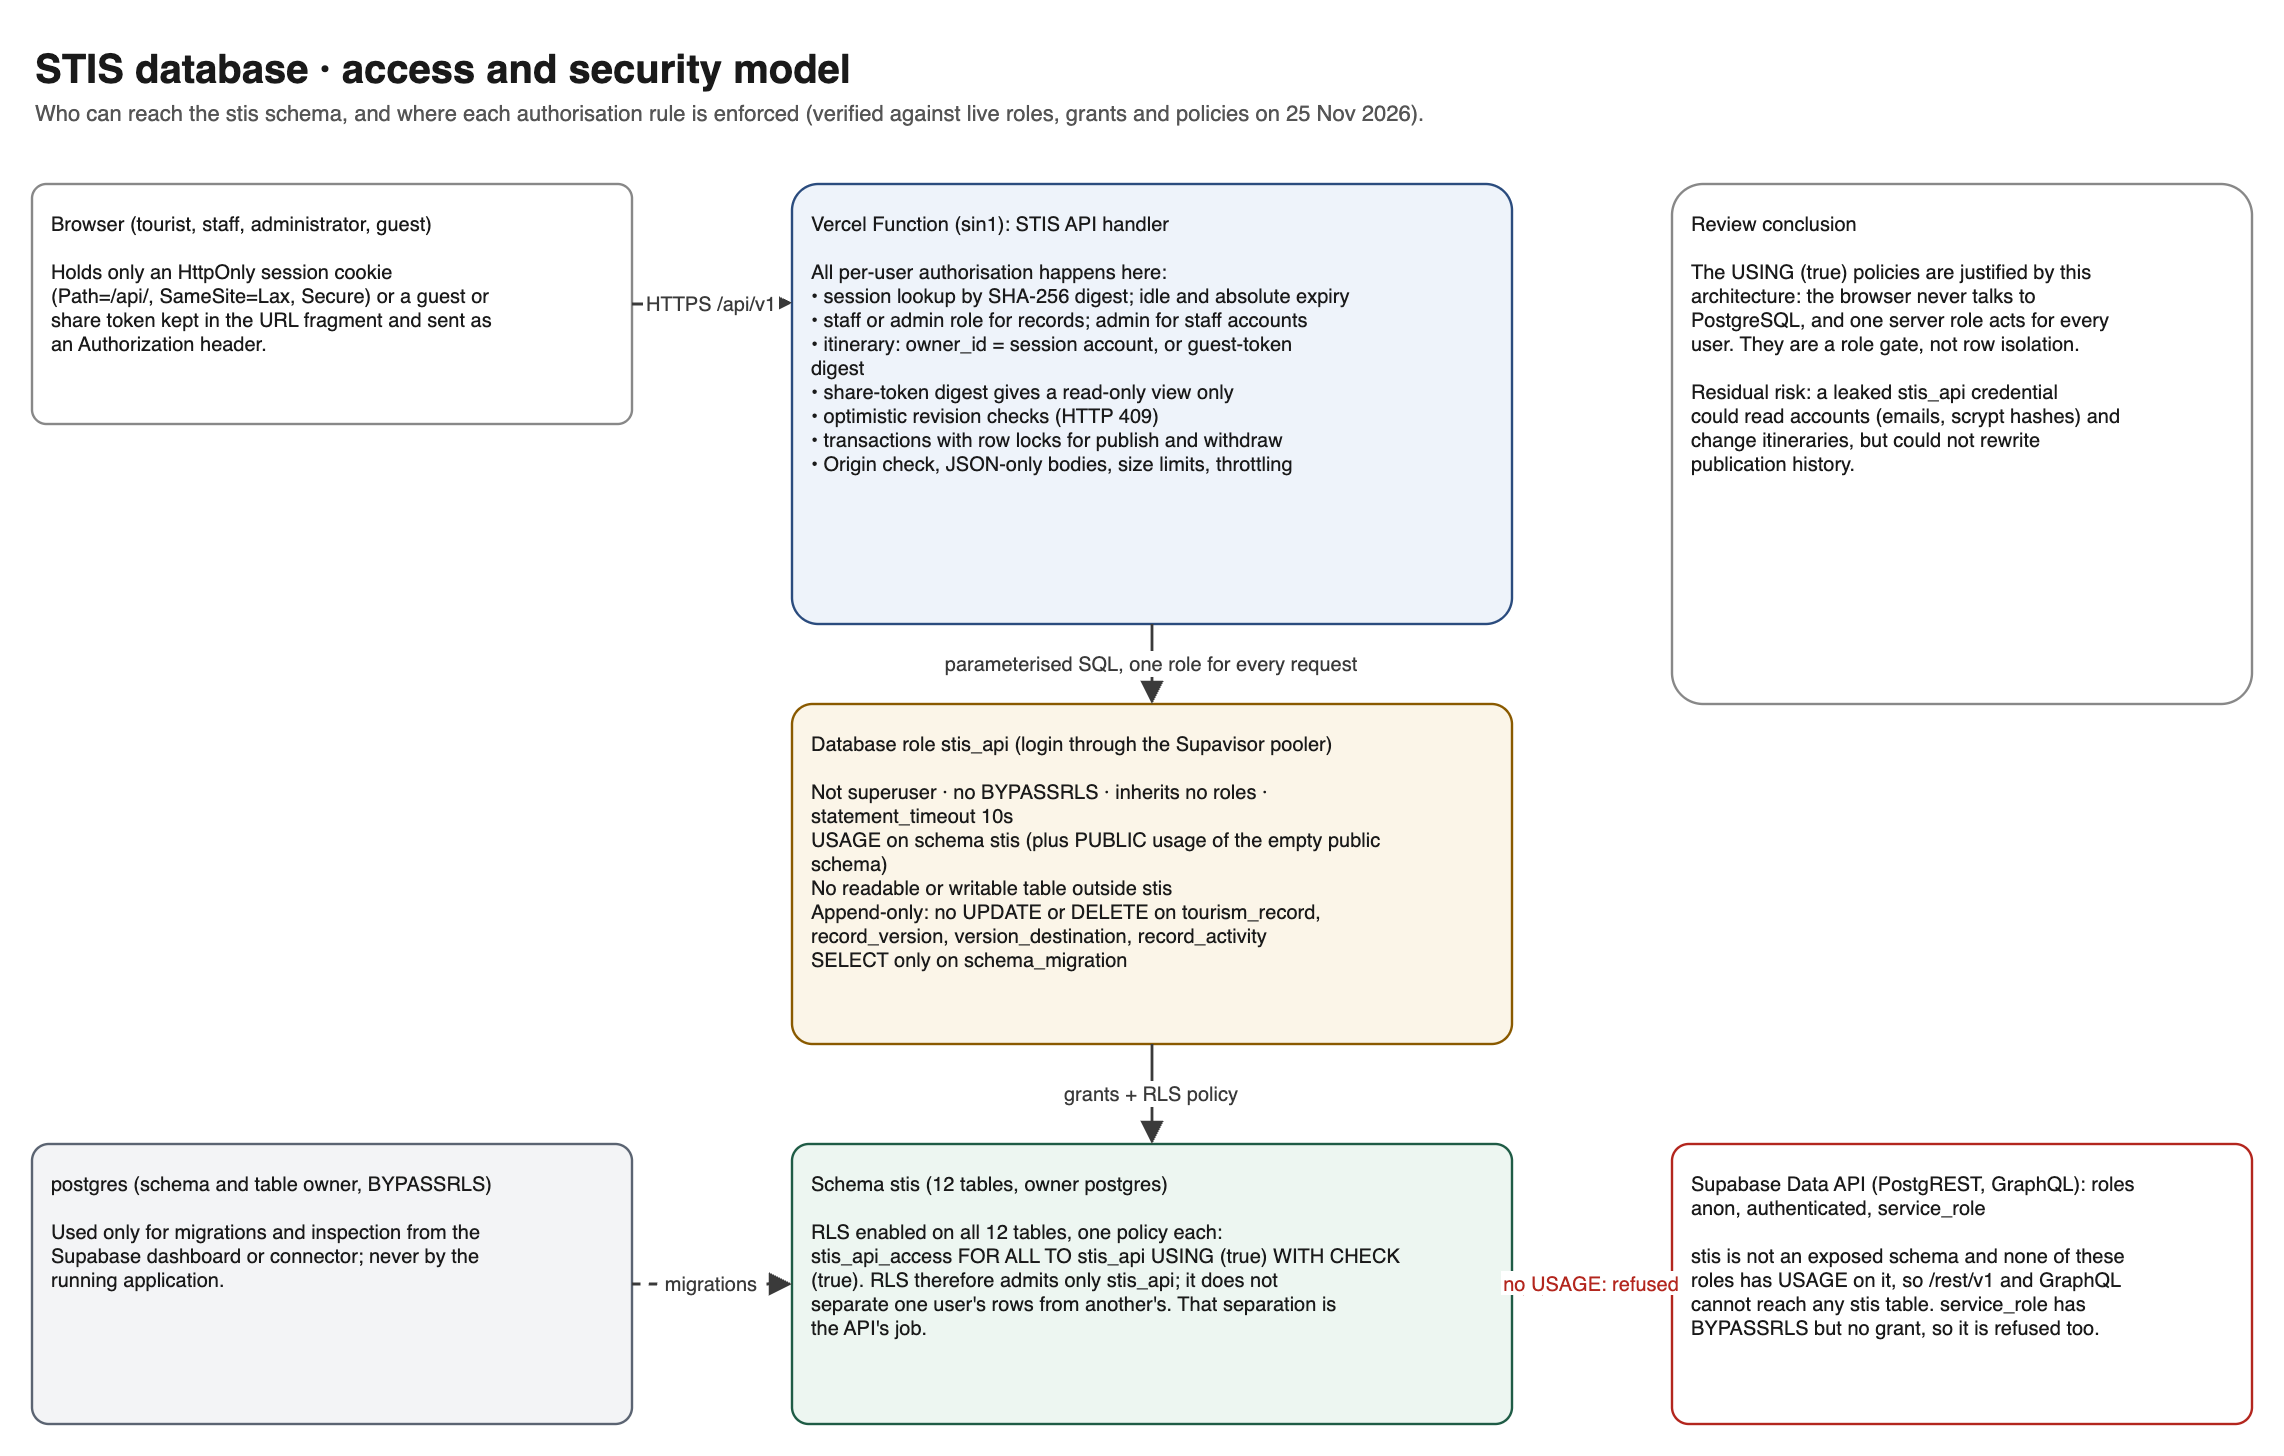 STIS database · access and security model
Who can reach the stis schema, and where each authorisation rule is enforced (verified against live roles, grants and policies on 25 Nov 2026).
Browser (tourist, staff, administrator, guest)
Holds only an HttpOnly session cookie
(Path=/api/, SameSite=Lax, Secure) or a guest or
share token kept in the URL fragment and sent as
an Authorization header.
HTTPS /api/v1
Vercel Function (sin1): STIS API handler
All per-user authorisation happens here:
• session lookup by SHA-256 digest; idle and absolute expiry
• staff or admin role for records; admin for staff accounts
• itinerary: owner_id = session account, or guest-token
digest
• share-token digest gives a read-only view only
• optimistic revision checks (HTTP 409)
• transactions with row locks for publish and withdraw
• Origin check, JSON-only bodies, size limits, throttling
Review conclusion
The USING (true) policies are justified by this
architecture: the browser never talks to
PostgreSQL, and one server role acts for every
user. They are a role gate, not row isolation.
Residual risk: a leaked stis_api credential
could read accounts (emails, scrypt hashes) and
change itineraries, but could not rewrite
publication history.
parameterised SQL, one role for every request
Database role stis_api (login through the Supavisor pooler)
Not superuser · no BYPASSRLS · inherits no roles ·
statement_timeout 10s
USAGE on schema stis (plus PUBLIC usage of the empty public
schema)
No readable or writable table outside stis
Append-only: no UPDATE or DELETE on tourism_record,
record_version, version_destination, record_activity
SELECT only on schema_migration
grants + RLS policy
postgres (schema and table owner, BYPASSRLS)
Used only for migrations and inspection from the
Supabase dashboard or connector; never by the
running application.
migrations
Schema stis (12 tables, owner postgres)
RLS enabled on all 12 tables, one policy each:
stis_api_access FOR ALL TO stis_api USING (true) WITH CHECK
(true). RLS therefore admits only stis_api; it does not
separate one user's rows from another's. That separation is
the API's job.
no USAGE: refused
Supabase Data API (PostgREST, GraphQL): roles
anon, authenticated, service_role
stis is not an exposed schema and none of these
roles has USAGE on it, so /rest/v1 and GraphQL
cannot reach any stis table. service_role has
BYPASSRLS but no grant, so it is refused too.